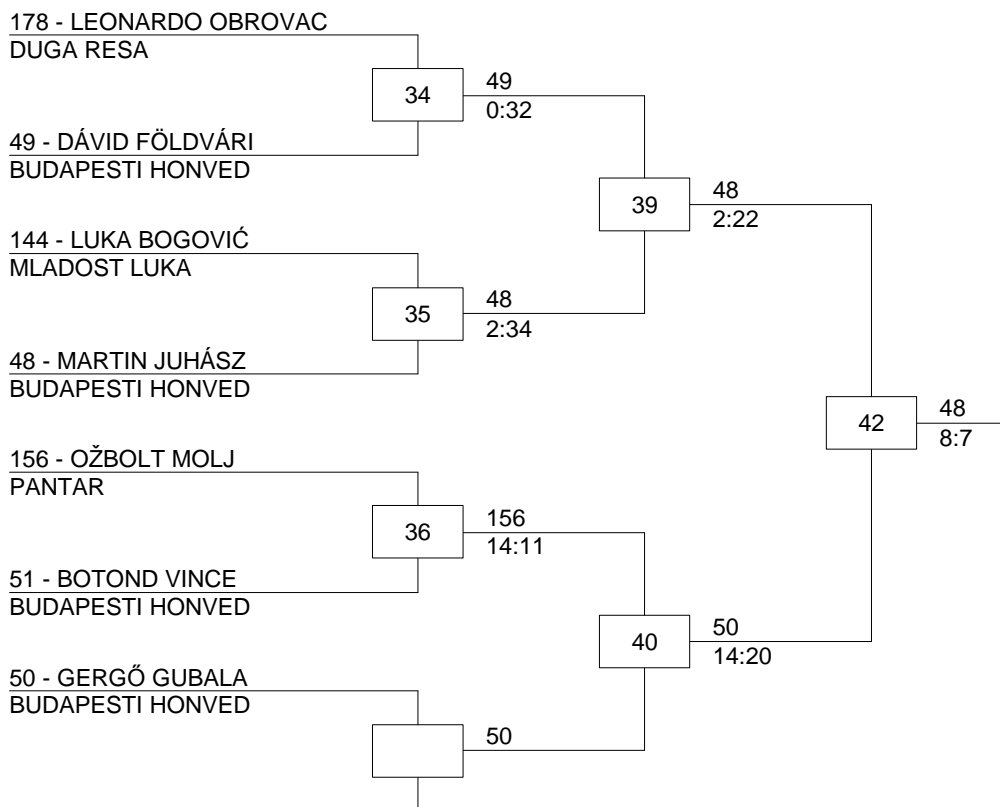 178 - LEONARDO OBROVAC
DUGA RESA
34
49
0:32
49 - DÁVID FÖLDVÁRI
BUDAPESTI HONVED
39
48
2:22
144 - LUKA BOGOVIĆ
MLADOST LUKA
35
48
2:34
48 - MARTIN JUHÁSZ
BUDAPESTI HONVED
42
48
8:7
156 - OŽBOLT MOLJ
PANTAR
36
156
14:11
51 - BOTOND VINCE
BUDAPESTI HONVED
40
50
14:20
50 - GERGŐ GUBALA
BUDAPESTI HONVED
50